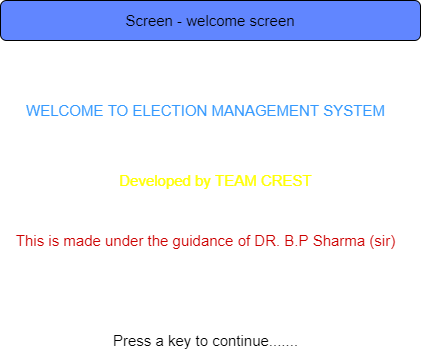 Screen - welcome screen
WELCOME TO ELECTION MANAGEMENT SYSTEM
Developed by TEAM CREST
This is made under the guidance of DR. B.P Sharma (sir)
Press a key to continue.......